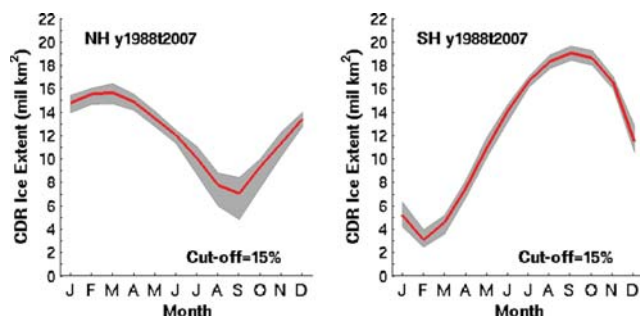 NH y1988t2007
CDR Ice Extent (mil km²)
22
20
18
16
14
12
10
8
6
4
2
0
Cut-off=15%
J F M A M J J A S O N D
Month
SH y1988t2007
CDR Ice Extent (mil km²)
22
20
18
16
14
12
10
8
6
4
2
0
Cut-off=15%
J F M A M J J A S O N D
Month